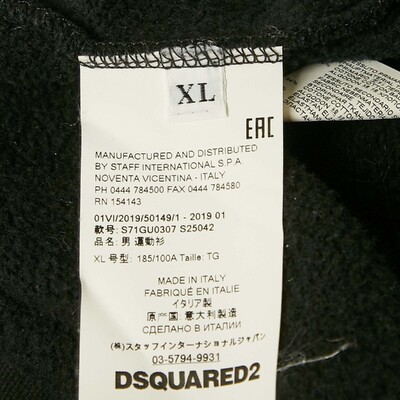 XL
EAC
MANUFACTURED AND DISTRIBUTED
BY STAFF INTERNATIONAL S.P.A.
NOVENTA VICENTINA - ITALY
PH 0444 784500 FAX 0444 784580
RN 154143
01VI/2019/50149/1 - 2019 01
款号: S71GU0307 S25042
品名: 男 運動衫
XL 号型: 185/100A Taille: TG
MADE IN ITALY
FABRIQUÉ EN ITALIE
イタリア製
原产國 意大利製造
СДЕЛАНО В ИТАЛИИ
(株)スタッフインターナショナルジャパン
03-5794-9931
DSQUARED2